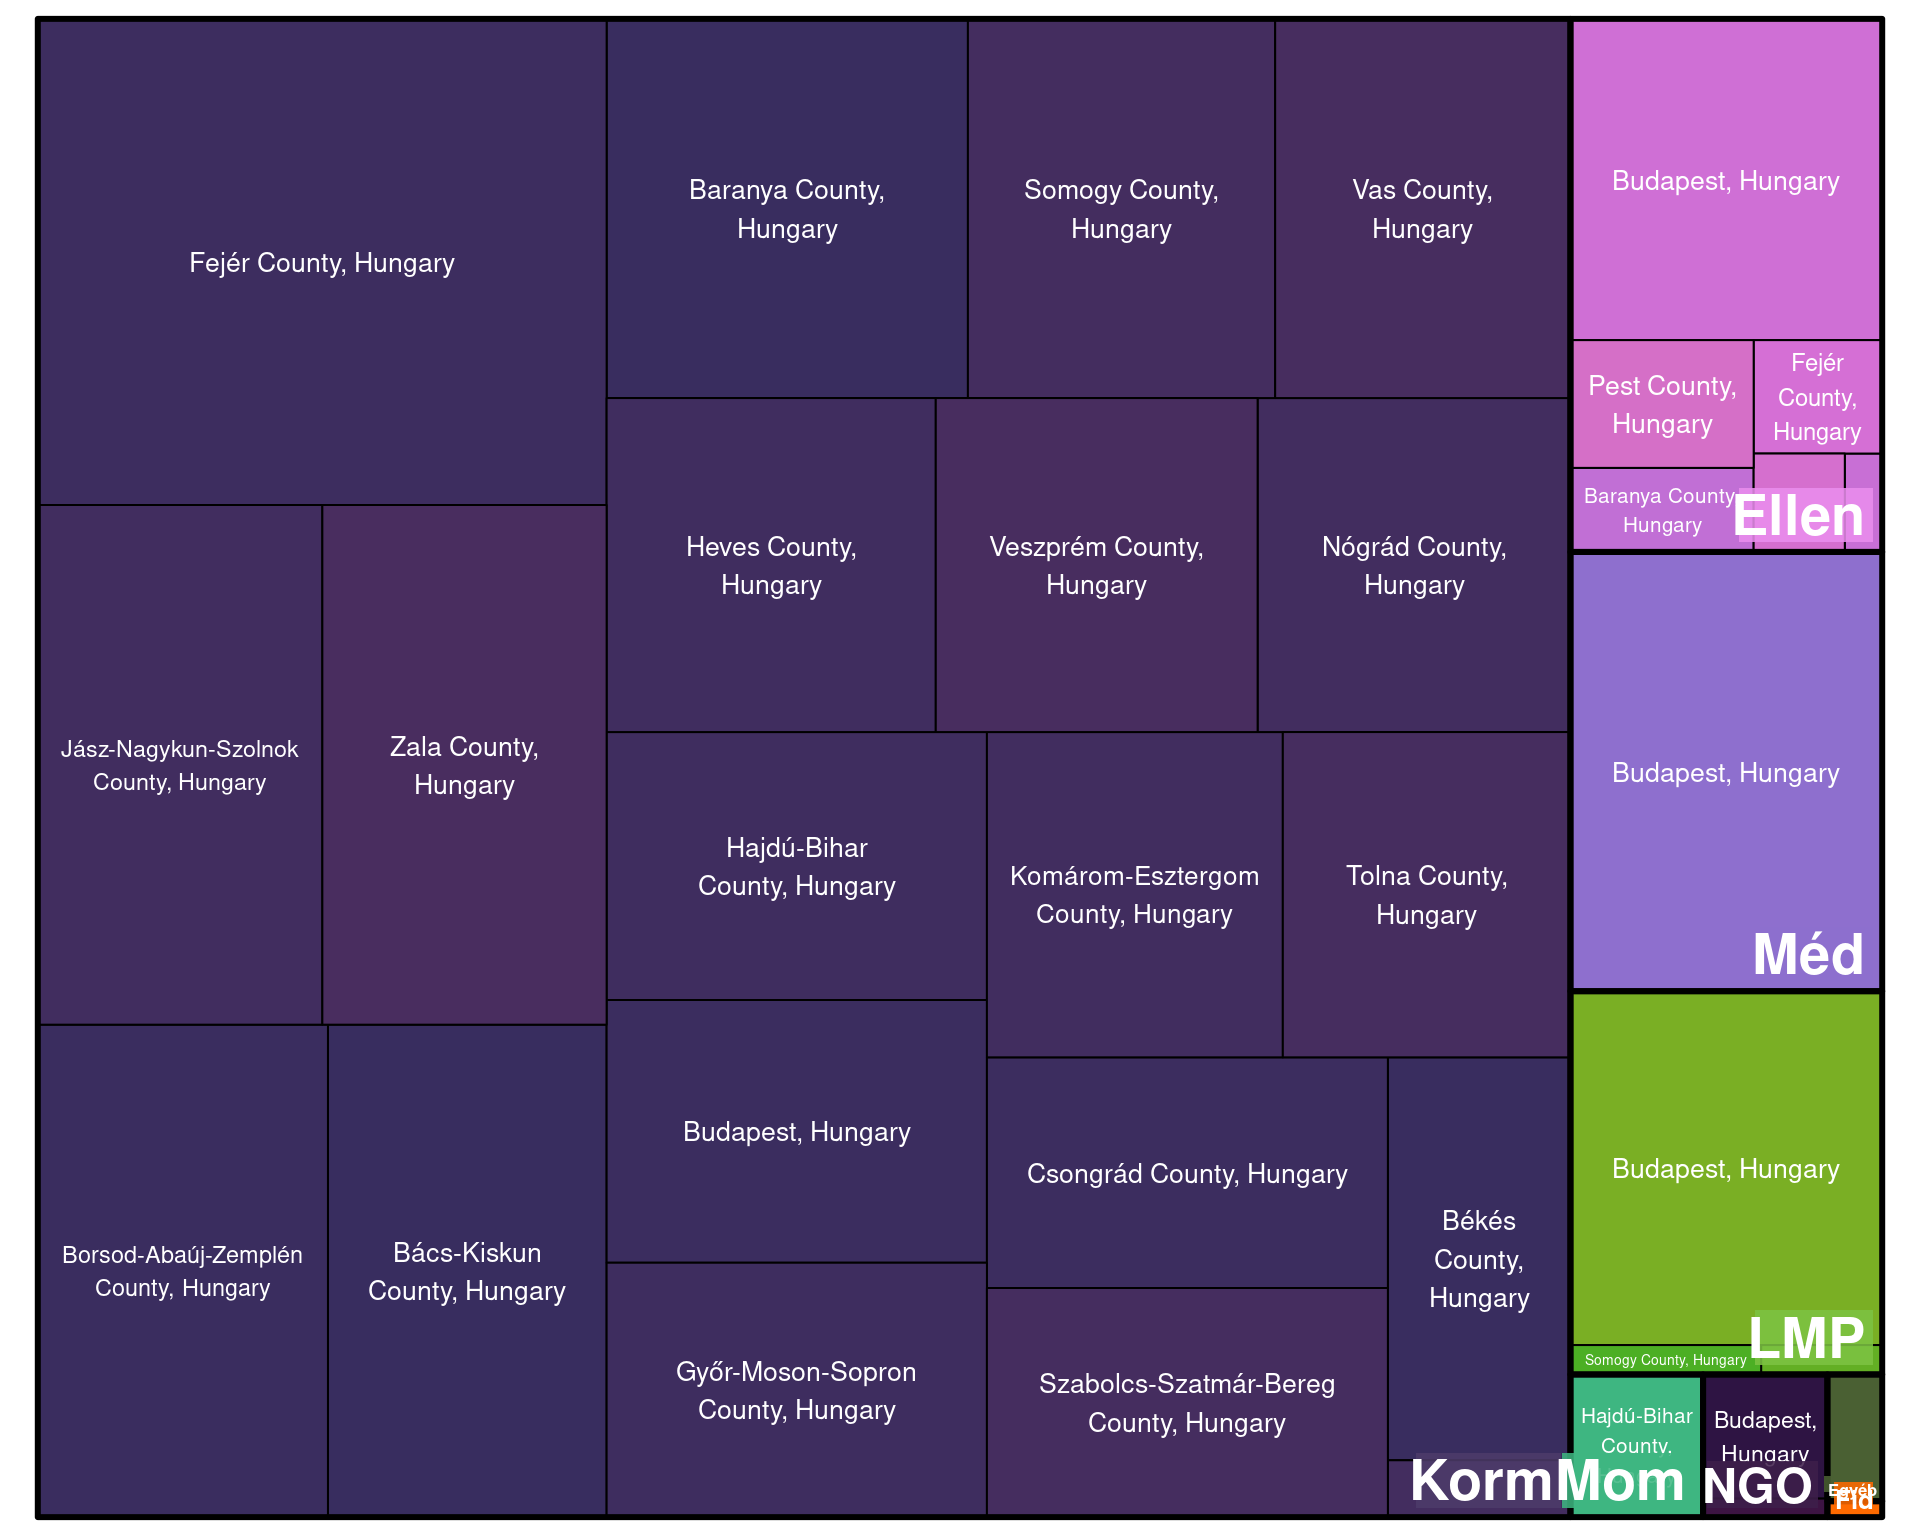 Fejér County, Hungary
Baranya County,
Hungary
Somogy County,
Hungary
Vas County,
Hungary
Jász-Nagykun-Szolnok
County, Hungary
Zala County,
Hungary
Heves County,
Hungary
Veszprém County,
Hungary
Nógrád County,
Hungary
Hajdú-Bihar
County, Hungary
Komárom-Esztergom
County, Hungary
Tolna County,
Hungary
Borsod-Abaúj-Zemplén
County, Hungary
Bács-Kiskun
County, Hungary
Budapest, Hungary
Győr-Moson-Sopron
County, Hungary
Csongrád County, Hungary
Békés
County,
Hungary
Szabolcs-Szatmár-Bereg
County, Hungary
Korm
Budapest, Hungary
Pest County,
Hungary
Fejér
County,
Hungary
Baranya County
Hungary
Ellen
Budapest, Hungary
Méd
Budapest, Hungary
Somogy County, Hungary
LMP
Hajdú-Bihar
County.
Mom
Budapest,
Hungary
NGO
Egyéb
Fid